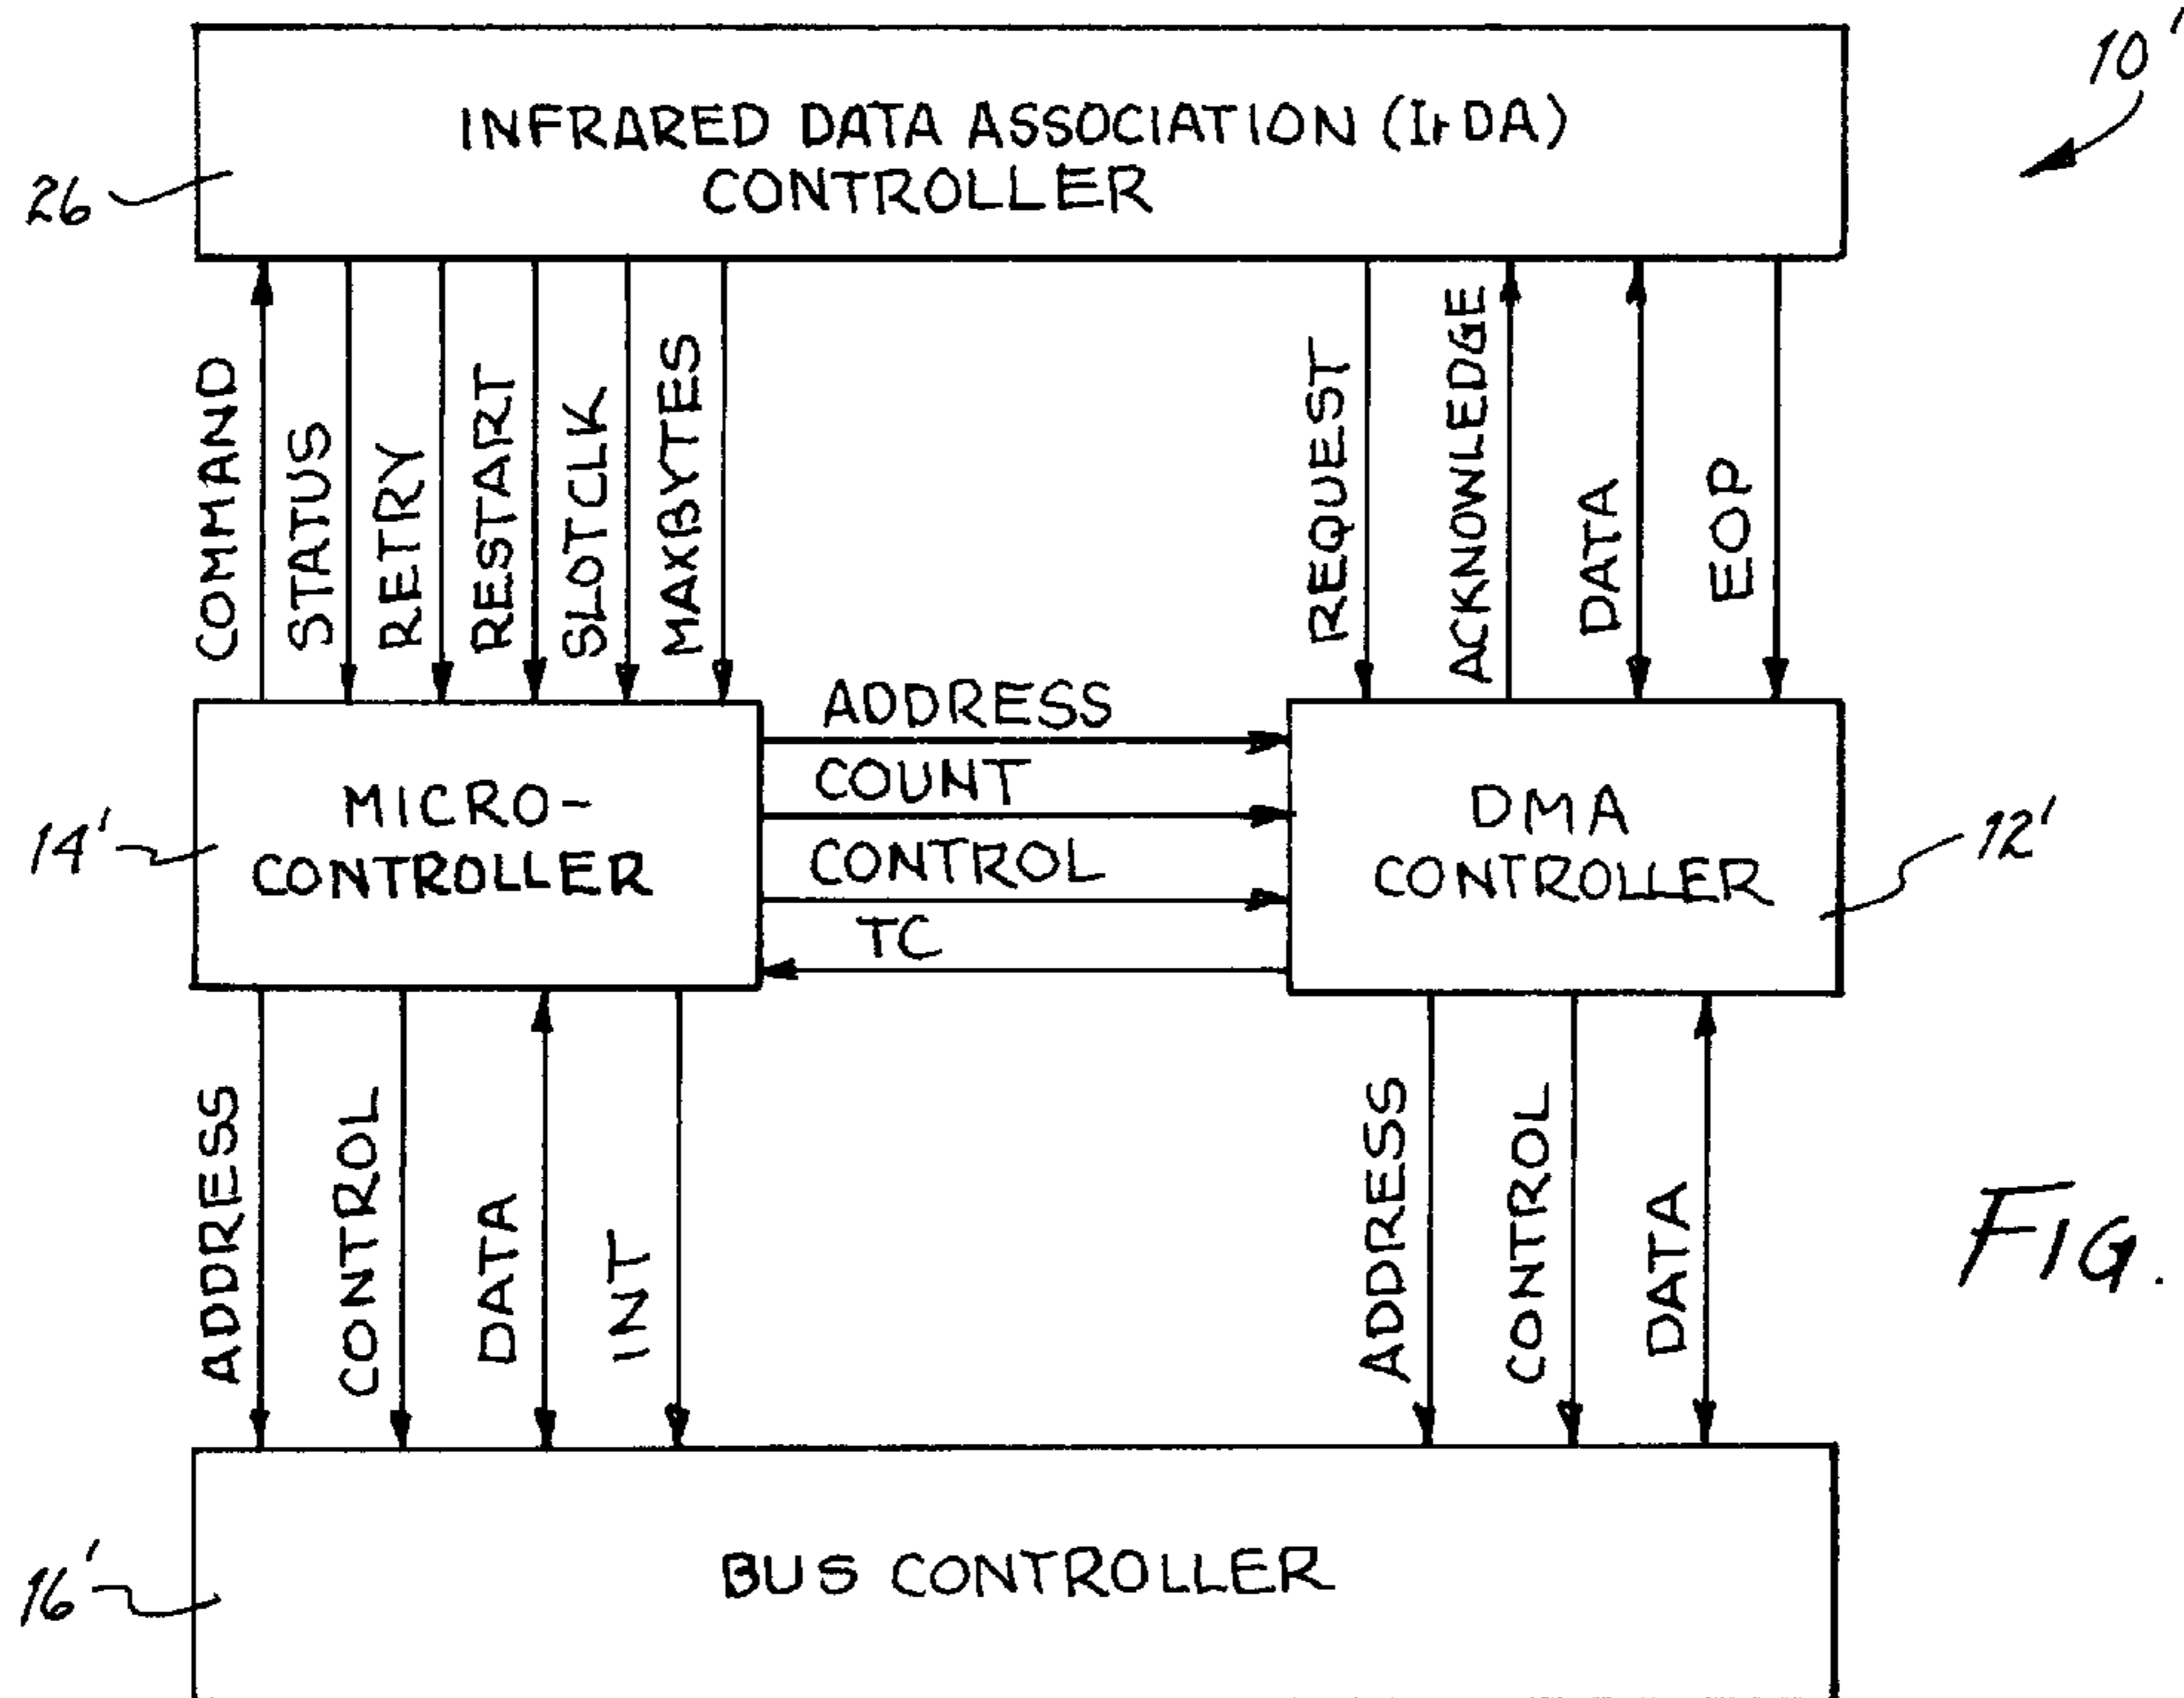 10'
INFRARED DATA ASSOCIATION (IrDA)
CONTROLLER
26
COMMAND
STATUS
RETRY
RESTART
SLOTCLK
MAXBYTES
REQUEST
ACKNOWLEDGE
DATA
EOP
ADDRESS
COUNT
CONTROL
TC
MICRO-
CONTROLLER
14'
DMA
CONTROLLER
12'
ADDRESS
CONTROL
DATA
INT
ADDRESS
CONTROL
DATA
FIG.
BUS CONTROLLER
16'